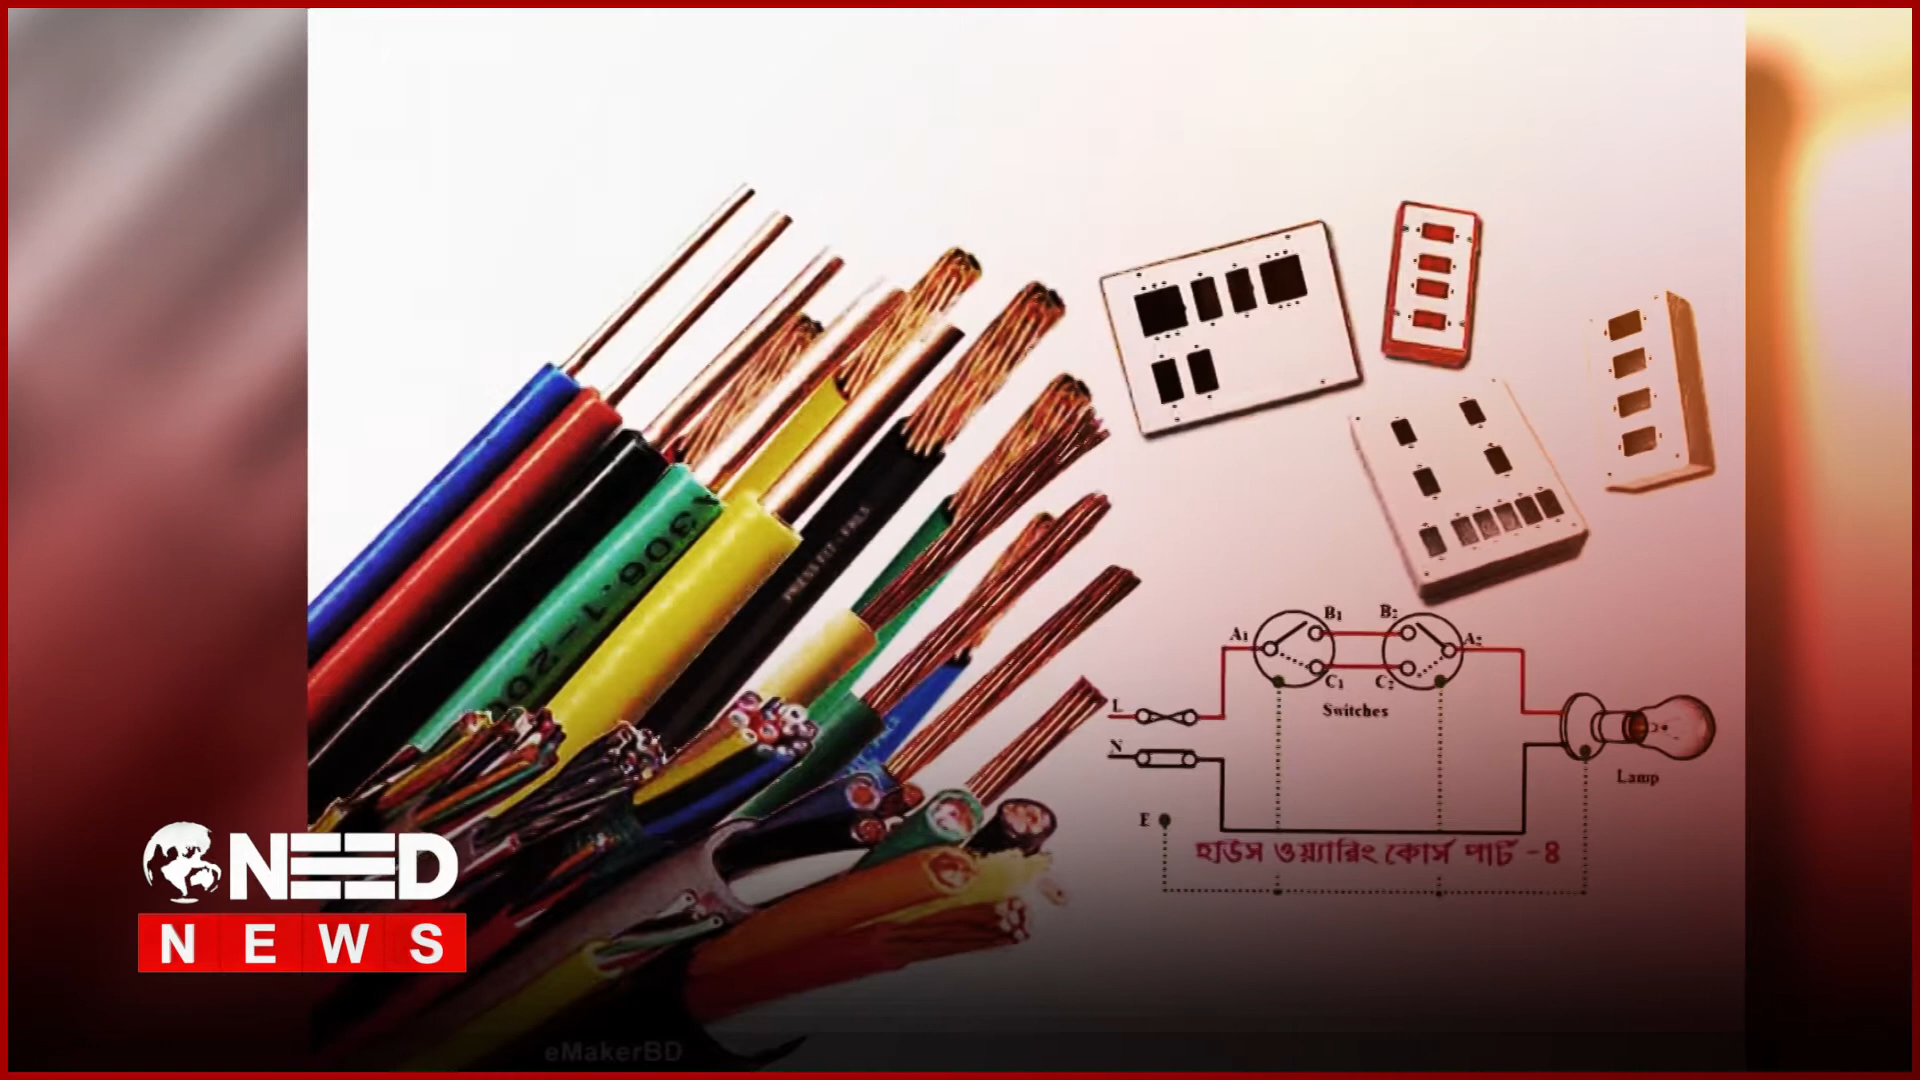 B1
B2
A1
A2
C1
C2
Switches
L
N
Lamp
E
হাউস ওয়্যারিং কোর্স পার্ট -৪
NEED
NEWS
eMakerBD